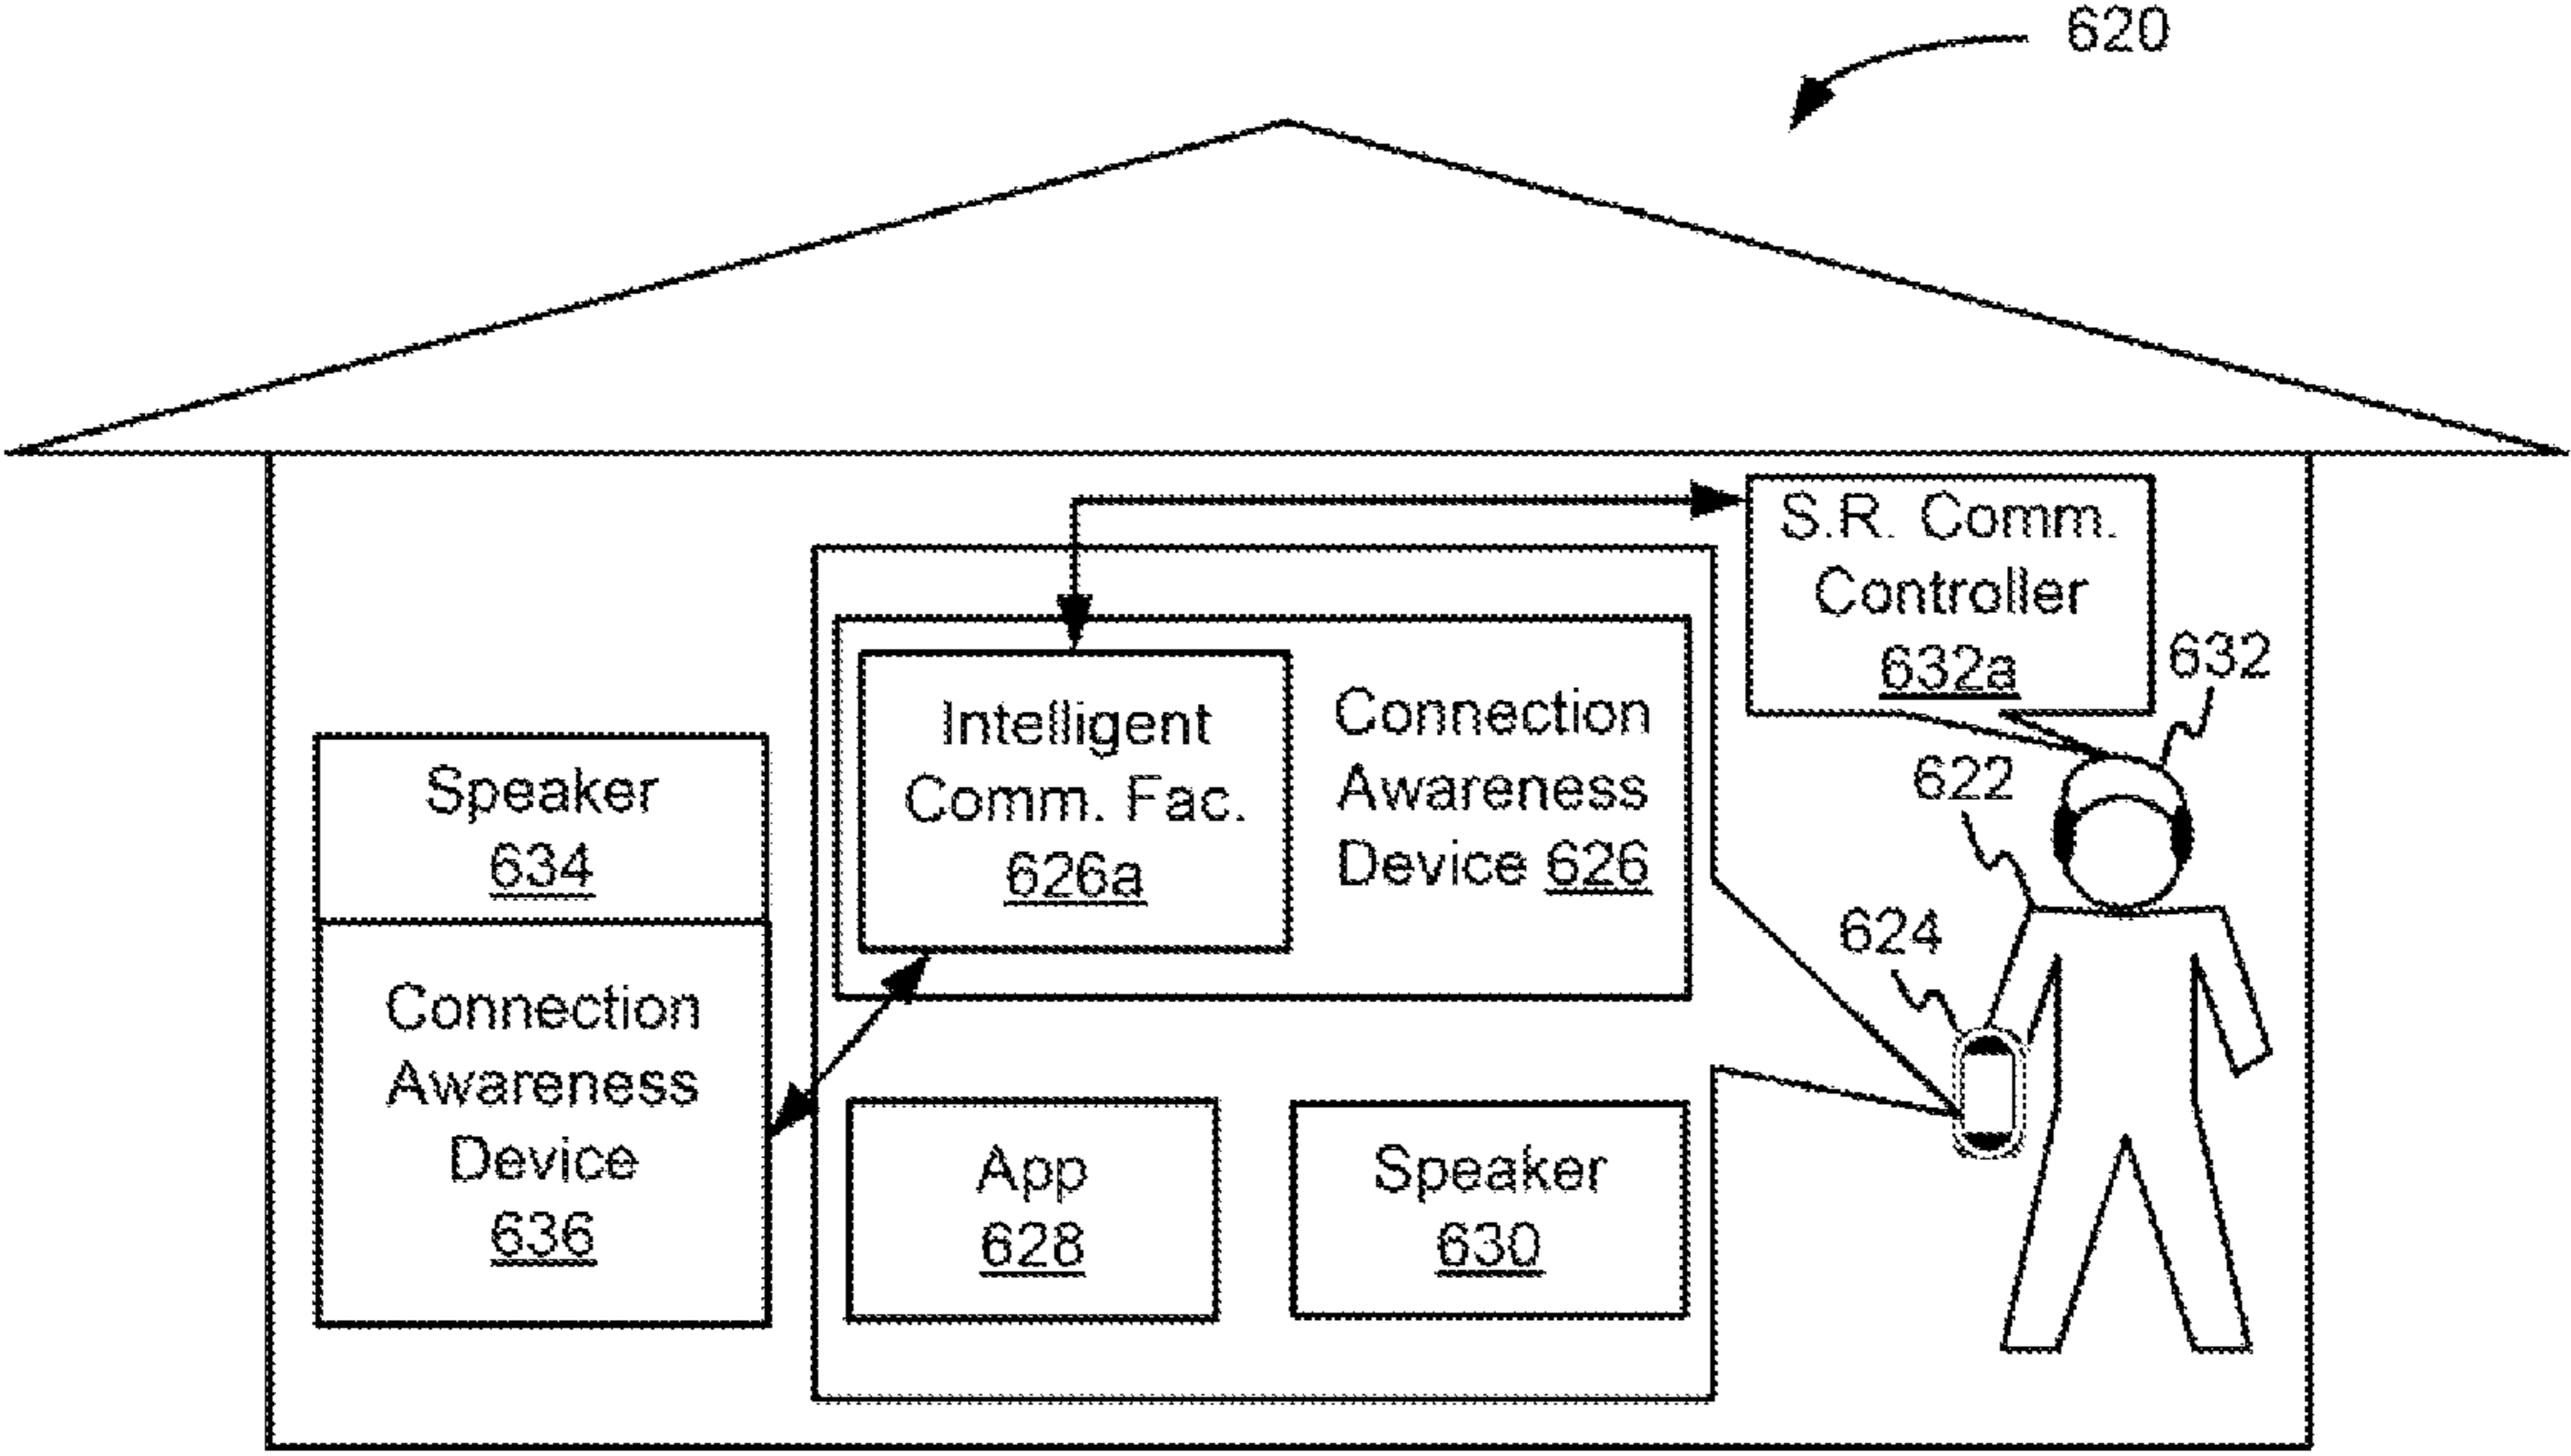 620
S.R. Comm.
Controller
632a
632
Intelligent
Comm. Fac.
626a
Connection
Awareness
Device 626
622
624
Speaker
634
Connection
Awareness
Device
636
App
628
Speaker
630